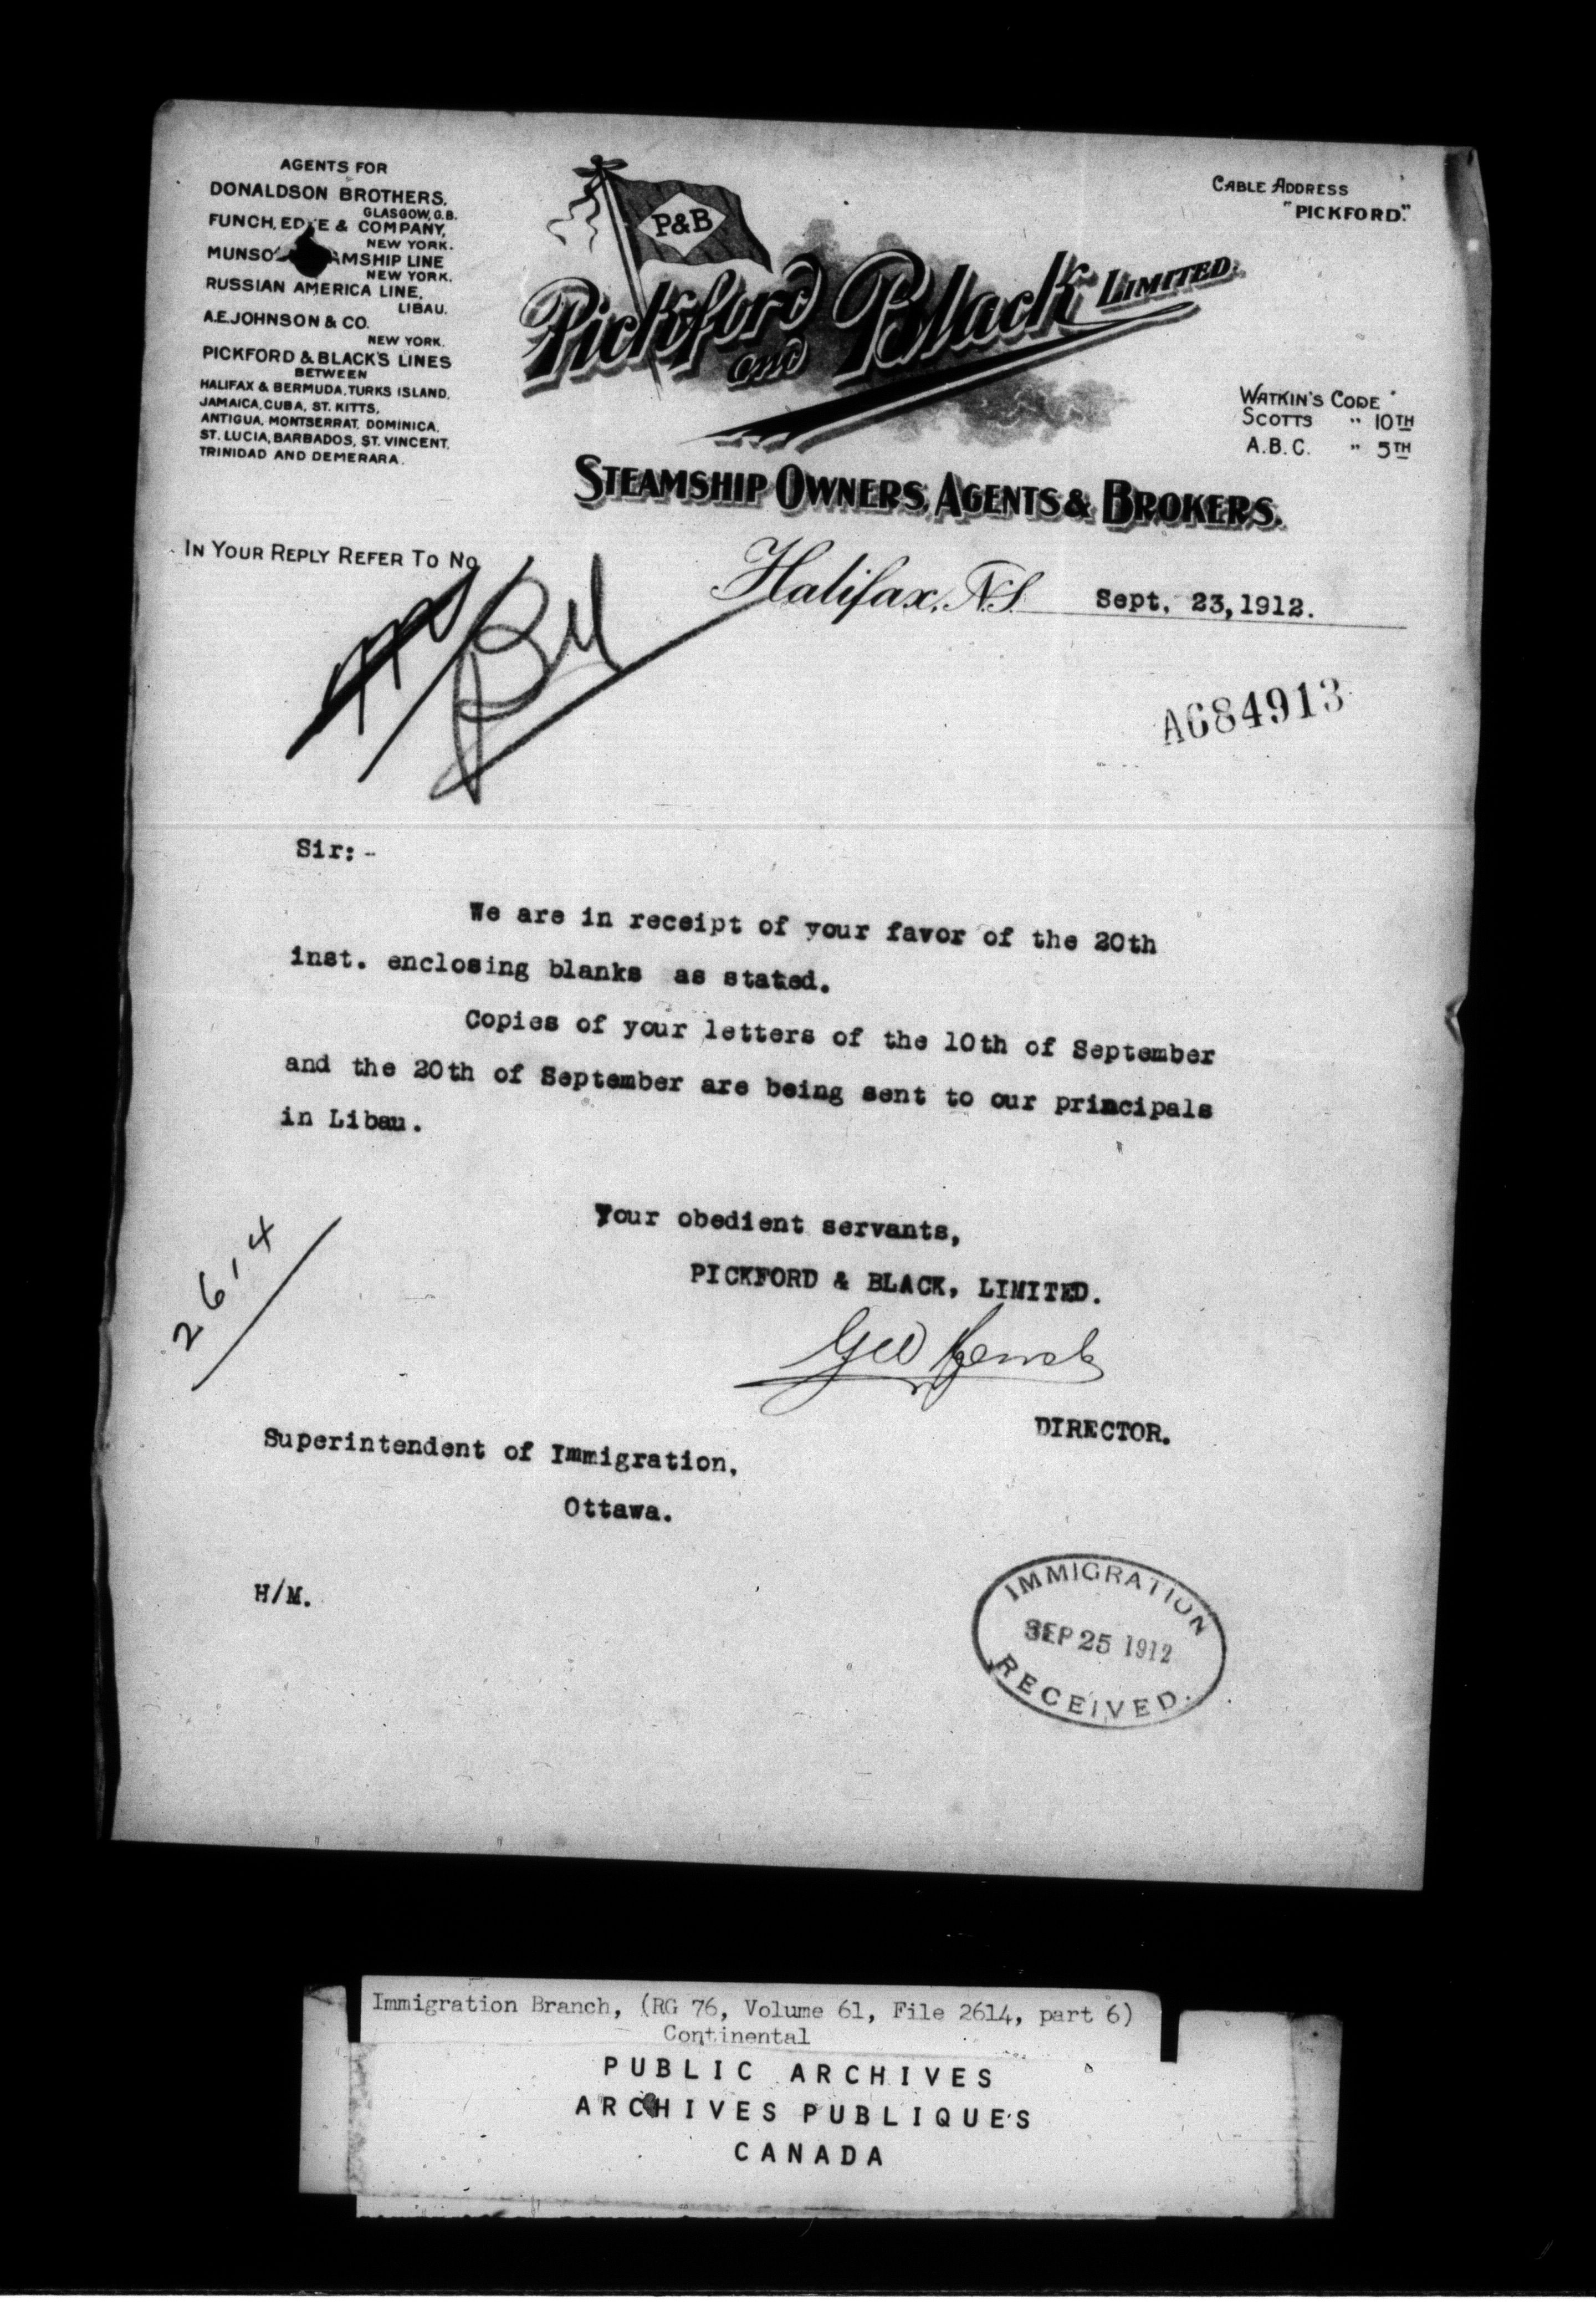 AGENTS FOR
DONALDSON BROTHERS,
GLASGOW, G.B.
FUNCH, EDYE & COMPANY,
NEW YORK.
MUNSO AMSHIP LINE
NEW YORK.
RUSSIAN AMERICA LINE,
LIBAU.
A.E. JOHNSON & CO.
NEW YORK.
PICKFORD & BLACK'S LINES
BETWEEN
HALIFAX & BERMUDA, TURKS ISLAND,
JAMAICA, CUBA, ST. KITTS,
ANTIGUA, MONTSERRAT, DOMINICA,
ST. LUCIA, BARBADOS, ST. VINCENT,
TRINIDAD AND DEMERARA.
P&B
Pickford and Black LIMITED.
STEAMSHIP OWNERS, AGENTS & BROKERS.
CABLE ADDRESS
"PICKFORD."
WATKIN'S CODE
SCOTTS " 10TH
A.B.C. " 5TH
IN YOUR REPLY REFER TO NO
Halifax, N.S. Sept. 23, 1912.
A684913
Sir:-
We are in receipt of your favor of the 20th
inst. enclosing blanks as stated.
Copies of your letters of the 10th of September
and the 20th of September are being sent to our principals
in Libau.
Your obedient servants,
PICKFORD & BLACK, LIMITED.
DIRECTOR.
2614
Superintendent of Immigration,
Ottawa.
H/M.
IMMIGRATION
SEP 25 1912
RECEIVED.
Immigration Branch, (RG 76, Volume 61, File 2614, part 6)
Continental
PUBLIC ARCHIVES
ARCHIVES PUBLIQUES
CANADA